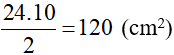 24.10/2 = 120 (cm²)